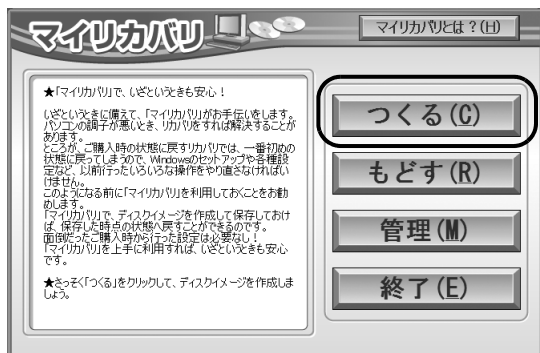 マイリカバリ
マイリカバリとは？(H)
★「マイリカバリ」で、いざというときも安心！
いざというときに備えて、「マイリカバリ」がお手伝いをします。
パソコンの調子が悪いとき、リカバリをすれば解決することが
あります。
ところが、ご購入時の状態に戻すリカバリでは、一番初めの
状態に戻ってしまうので、Windowsのセットアップや各種設
定など、以前行ったいろいろな操作をやり直さなければい
けません。
このようになる前に「マイリカバリ」を利用しておくことをお勧
めします。
「マイリカバリ」で、ディスクイメージを作成して保存しておけ
ば、保存した時点の状態へ戻すことができるのです。
面倒だったご購入時から行った設定は必要なし！
「マイリカバリ」を上手に利用すれば、いざというときも安心
です。
★さっそく「つくる」をクリックして、ディスクイメージを作成しま
しょう。
つくる(C)
もどす(R)
管理(M)
終了(E)